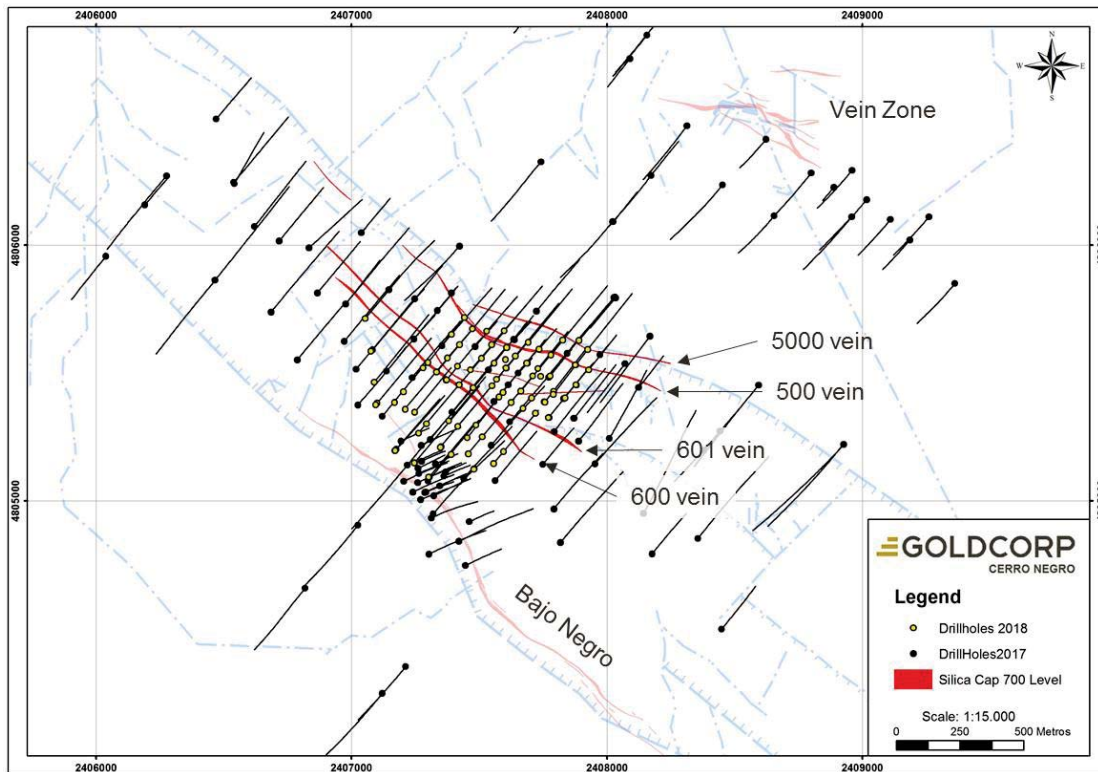 2406000
2407000
2408000
2409000
N
W
E
S
Vein Zone
4806000
5000 vein
500 vein
601 vein
600 vein
4805000
Bajo Negro
GOLDCORP
CERRO NEGRO
Legend
Drillholes 2018
DrillHoles2017
Silica Cap 700 Level
Scale: 1:15.000
0 250 500 Metros
2406000
2407000
2408000
2409000